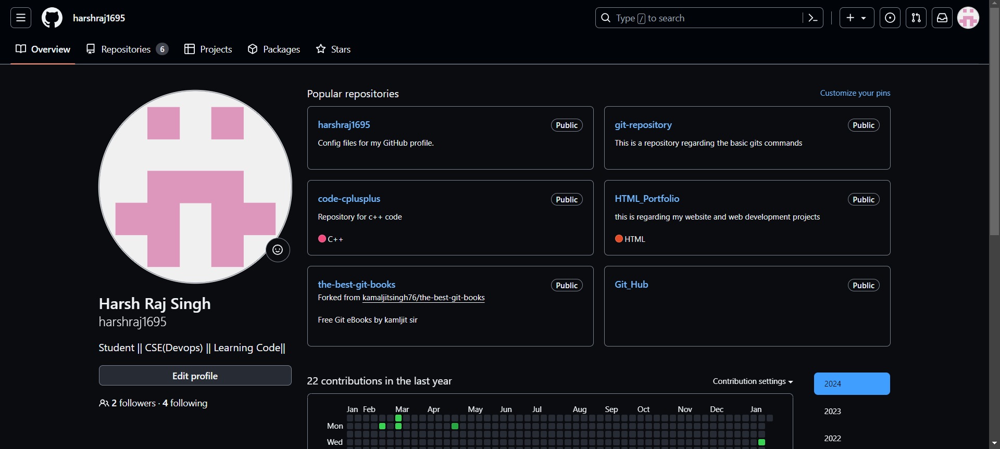 harshraj1695
Type / to search
Overview Repositories 6 Projects Packages Stars
Popular repositories
Customize your pins
harshraj1695 Public
Config files for my GitHub profile.
git-repository Public
This is a repository regarding the basic gits commands
code-cplusplus Public
Repository for c++ code
C++
HTML_Portfolio Public
this is regarding my website and web development projects
HTML
the-best-git-books Public
Forked from kamaljitsingh76/the-best-git-books
Free Git eBooks by kamljit sir
Git_Hub Public
Harsh Raj Singh
harshraj1695
Student || CSE(Devops) || Learning Code||
Edit profile
2 followers · 4 following
22 contributions in the last year
Contribution settings
Jan Feb Mar Apr May Jun Jul Aug Sep Oct Nov Dec Jan
Mon
Wed
2024
2023
2022